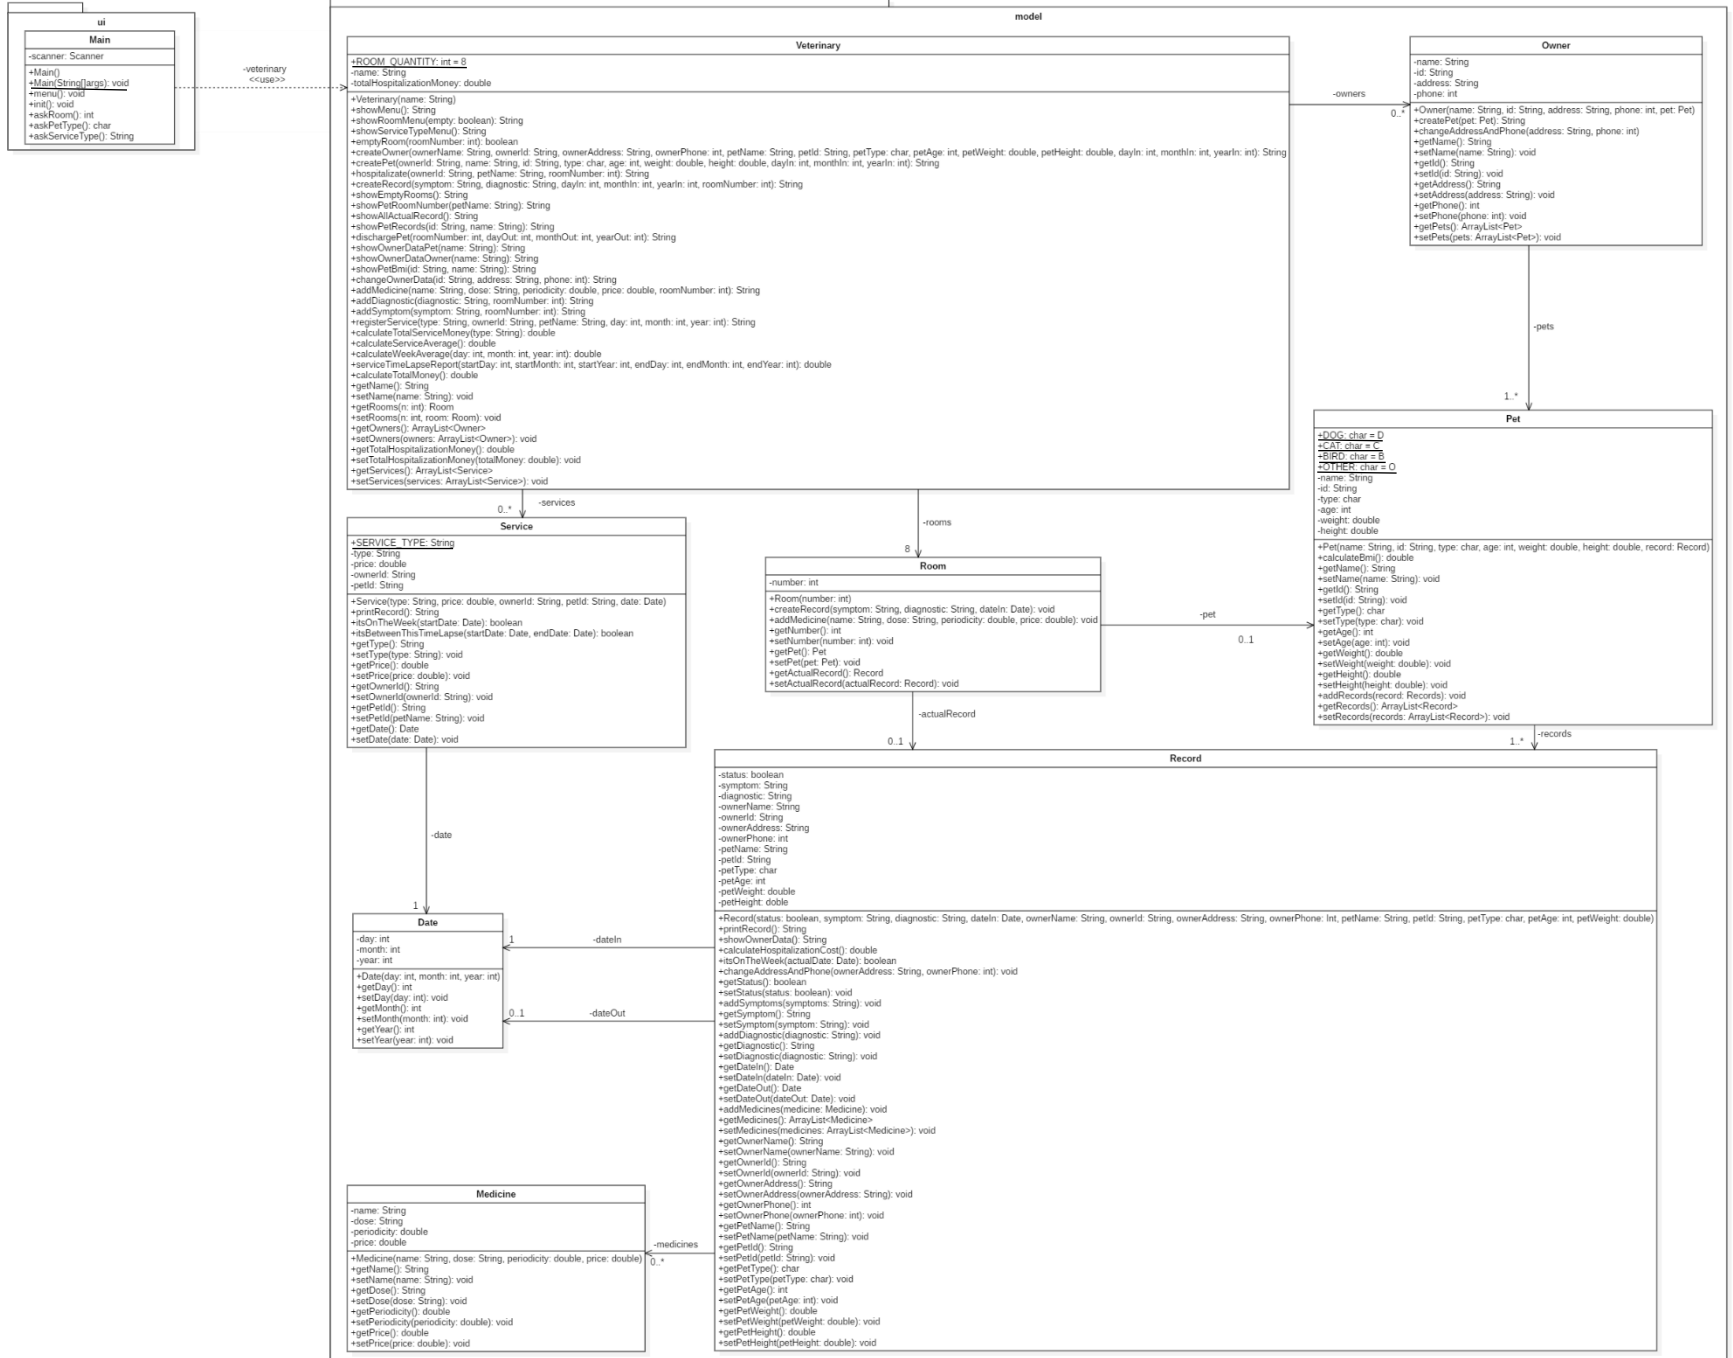 ui
Main
-scanner: Scanner
+Main()
+Main(String[]args): void
+menu(): void
+init(): void
+askRoom(): int
+askPetType(): char
+askServiceType(): String
-veterinary
<<use>>
model
Veterinary
+ROOM_QUANTITY: int = 8
-name: String
-totalHospitalizationMoney: double
+Veterinary(name: String)
+showMenu(): String
+showRoomMenu(empty: boolean): String
+showServiceTypeMenu(): String
+emptyRoom(roomNumber: int): boolean
+createOwner(ownerName: String, ownerId: String, ownerAddress: String, ownerPhone: int, petName: String, petId: String, petType: char, petAge: int, petWeight: double, petHeight: double, dayIn: int, monthIn: int, yearIn: int): String
+createPet(ownerId: String, name: String, id: String, type: char, age: int, weight: double, height: double, dayIn: int, monthIn: int, yearIn: int): String
+hospitalizate(ownerId: String, petName: String, roomNumber: int): String
+createRecord(symptom: String, diagnostic: String, dayIn: int, monthIn: int, yearIn: int, roomNumber: int): String
+showEmptyRooms(): String
+showPetRoomNumber(petName: String): String
+showAllActualRecord(): String
+showPetRecords(id: String, name: String): String
+dischargePet(roomNumber: int, dayOut: int, monthOut: int, yearOut: int): String
+showOwnerDataPet(name: String): String
+showOwnerDataOwner(name: String): String
+showPetBmi(id: String, name: String): String
+changeOwnerData(id: String, address: String, phone: int): String
+addMedicine(name: String, dose: String, periodicity: double, price: double, roomNumber: int): String
+addDiagnostic(diagnostic: String, roomNumber: int): String
+addSymptom(symptom: String, roomNumber: int): String
+registerService(type: String, ownerId: String, petName: String, day: int, month: int, year: int): String
+calculateTotalServiceMoney(type: String): double
+calculateServiceAverage(): double
+calculateWeekAverage(day: int, month: int, year: int): double
+serviceTimeLapseReport(startDay: int, startMonth: int, startYear: int, endDay: int, endMonth: int, endYear: int): double
+calculateTotalMoney(): double
+getName(): String
+setName(name: String): void
+getRooms(n: int): Room
+setRooms(n: int, room: Room): void
+getOwners(): ArrayList<Owner>
+setOwners(owners: ArrayList<Owner>): void
+getTotalHospitalizationMoney(): double
+setTotalHospitalizationMoney(totalMoney: double): void
+getServices(): ArrayList<Service>
+setServices(services: ArrayList<Service>): void
-owners
0..*
Owner
-name: String
-id: String
-address: String
-phone: int
+Owner(name: String, id: String, address: String, phone: int, pet: Pet)
+createPet(pet: Pet): String
+changeAddressAndPhone(address: String, phone: int)
+getName(): String
+setName(name: String): void
+getId(): String
+setId(id: String): void
+getAddress(): String
+setAddress(address: String): void
+getPhone(): int
+setPhone(phone: int): void
+getPets(): ArrayList<Pet>
+setPets(pets: ArrayList<Pet>): void
-pets
1..*
Pet
+DOG: char = D
+CAT: char = C
+BIRD: char = B
+OTHER: char = O
-name: String
-id: String
-type: char
-age: int
-weight: double
-height: double
+Pet(name: String, id: String, type: char, age: int, weight: double, height: double, record: Record)
+calculateBmi(): double
+getName(): String
+setName(name: String): void
+getId(): String
+setId(id: String): void
+getType(): char
+setType(type: char): void
+getAge(): int
+setAge(age: int): void
+getWeight(): double
+setWeight(weight: double): void
+getHeight(): double
+setHeight(height: double): void
+addRecords(record: Records): void
+getRecords(): ArrayList<Record>
+setRecords(records: ArrayList<Record>): void
-services
0..*
Service
+SERVICE_TYPE: String
-type: String
-price: double
-ownerId: String
-petId: String
+Service(type: String, price: double, ownerId: String, petId: String, date: Date)
+printRecord(): String
+itsOnTheWeek(startDate: Date): boolean
+itsBetweenThisTimeLapse(startDate: Date, endDate: Date): boolean
+getType(): String
+setType(type: String): void
+getPrice(): double
+setPrice(price: double): void
+getOwnerId(): String
+setOwnerId(ownerId: String): void
+getPetId(): String
+setPetId(petName: String): void
+getDate(): Date
+setDate(date: Date): void
-rooms
8
Room
-number: int
+Room(number: int)
+createRecord(symptom: String, diagnostic: String, dateIn: Date): void
+addMedicine(name: String, dose: String, periodicity: double, price: double): void
+getNumber(): int
+setNumber(number: int): void
+getPet(): Pet
+setPet(pet: Pet): void
+getActualRecord(): Record
+setActualRecord(actualRecord: Record): void
-pet
0..1
-actualRecord
0..1
-records
1..*
Record
-status: boolean
-symptom: String
-diagnostic: String
-ownerName: String
-ownerId: String
-ownerAddress: String
-ownerPhone: int
-petName: String
-petId: String
-petType: char
-petAge: int
-petWeight: double
-petHeight: doble
+Record(status: boolean, symptom: String, diagnostic: String, dateIn: Date, ownerName: String, ownerId: String, ownerAddress: String, ownerPhone: Int, petName: String, petId: String, petType: char, petAge: int, petWeight: double)
+printRecord(): String
+showOwnerData(): String
+calculateHospitalizationCost(): double
+itsOnTheWeek(actualDate: Date): boolean
+changeAddressAndPhone(ownerAddress: String, ownerPhone: int): void
+getStatus(): boolean
+setStatus(status: boolean): void
+addSymptoms(symptoms: String): void
+getSymptom(): String
+setSymptom(symptom: String): void
+addDiagnostic(diagnostic: String): void
+getDiagnostic(): String
+setDiagnostic(diagnostic: String): void
+getDateIn(): Date
+setDateIn(dateIn: Date): void
+getDateOut(): Date
+setDateOut(dateOut: Date): void
+addMedicines(medicine: Medicine): void
+getMedicines(): ArrayList<Medicine>
+setMedicines(medicines: ArrayList<Medicine>): void
+getOwnerName(): String
+setOwnerName(ownerName: String): void
+getOwnerId(): String
+setOwnerId(ownerId: String): void
+getOwnerAddress(): String
+setOwnerAddress(ownerAddress: String): void
+getOwnerPhone(): int
+setOwnerPhone(ownerPhone: int): void
+getPetName(): String
+setPetName(petName: String): void
+getPetId(): String
+setPetId(petId: String): void
+getPetType(): char
+setPetType(petType: char): void
+getPetAge(): int
+setPetAge(petAge: int): void
+getPetWeight(): double
+setPetWeight(petWeight: double): void
+getPetHeight(): double
+setPetHeight(petHeight: double): void
-date
1
Date
-day: int
-month: int
-year: int
+Date(day: int, month: int, year: int)
+getDay(): int
+setDay(day: int): void
+getMonth(): int
+setMonth(month: int): void
+getYear(): int
+setYear(year: int): void
1
-dateIn
0..1
-dateOut
Medicine
-name: String
-dose: String
-periodicity: double
-price: double
+Medicine(name: String, dose: String, periodicity: double, price: double)
+getName(): String
+setName(name: String): void
+getDose(): String
+setDose(dose: String): void
+getPeriodicity(): double
+setPeriodicity(periodicity: double): void
+getPrice(): double
+setPrice(price: double): void
-medicines
0..*